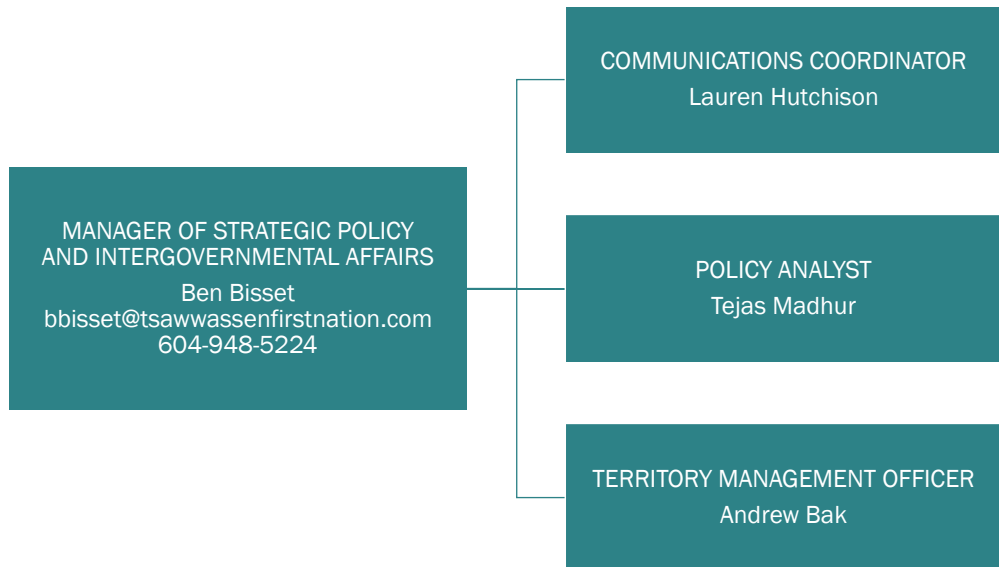 COMMUNICATIONS COORDINATOR
Lauren Hutchison
MANAGER OF STRATEGIC POLICY
AND INTERGOVERNMENTAL AFFAIRS
Ben Bisset
bbisset@tsawwassenfirstnation.com
604-948-5224
POLICY ANALYST
Tejas Madhur
TERRITORY MANAGEMENT OFFICER
Andrew Bak